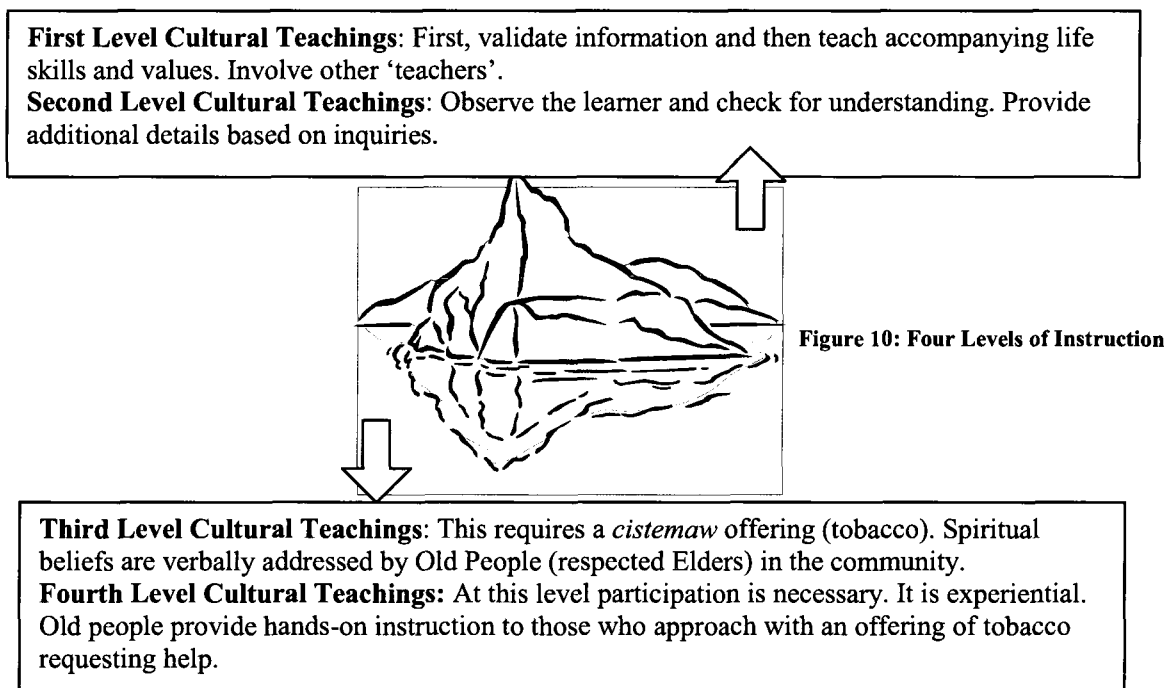 First Level Cultural Teachings: First, validate information and then teach accompanying life
skills and values. Involve other ‘teachers’.
Second Level Cultural Teachings: Observe the learner and check for understanding. Provide
additional details based on inquiries.
Figure 10: Four Levels of Instruction
Third Level Cultural Teachings: This requires a cistemaw offering (tobacco). Spiritual
beliefs are verbally addressed by Old People (respected Elders) in the community.
Fourth Level Cultural Teachings: At this level participation is necessary. It is experiential.
Old people provide hands-on instruction to those who approach with an offering of tobacco
requesting help.